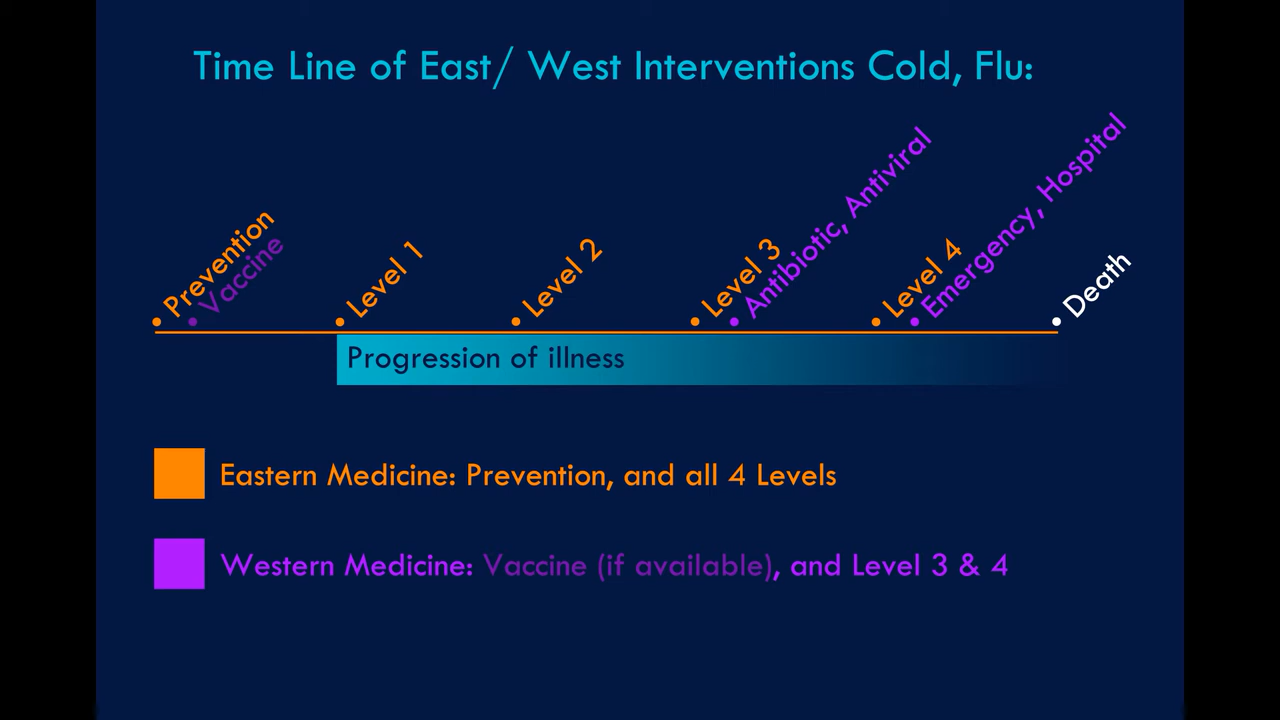 Time Line of East/ West Interventions Cold, Flu:
Prevention
Vaccine
Level 1
Level 2
Level 3
Antibiotic, Antiviral
Level 4
Emergency, Hospital
Death
Progression of illness
Eastern Medicine: Prevention, and all 4 Levels
Western Medicine: Vaccine (if available), and Level 3 & 4